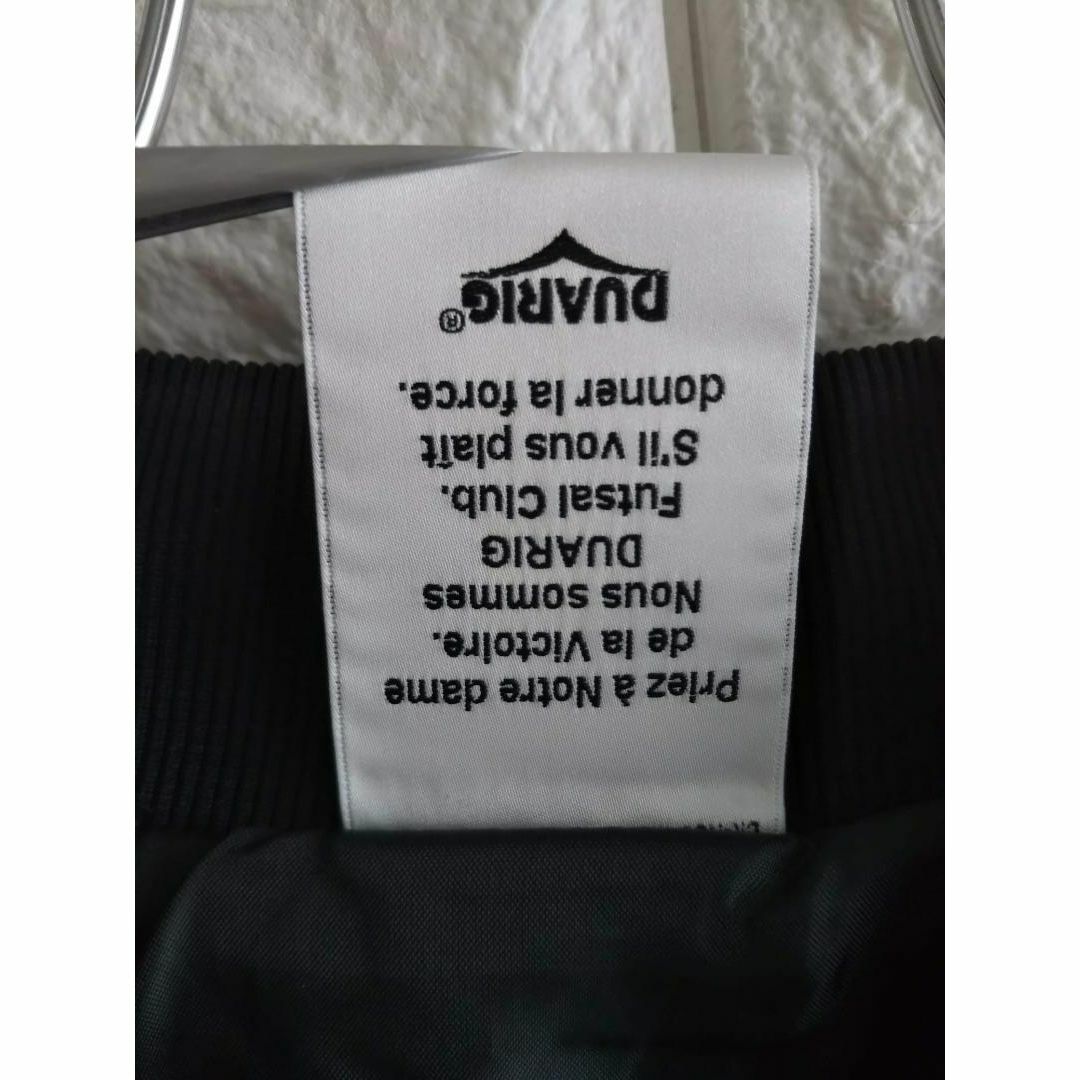 Priez à Notre dame
de la Victoire.
Nous sommes
DUARIG
Futsal Club.
S'il vous plaît
donner la force.
DUARIG®